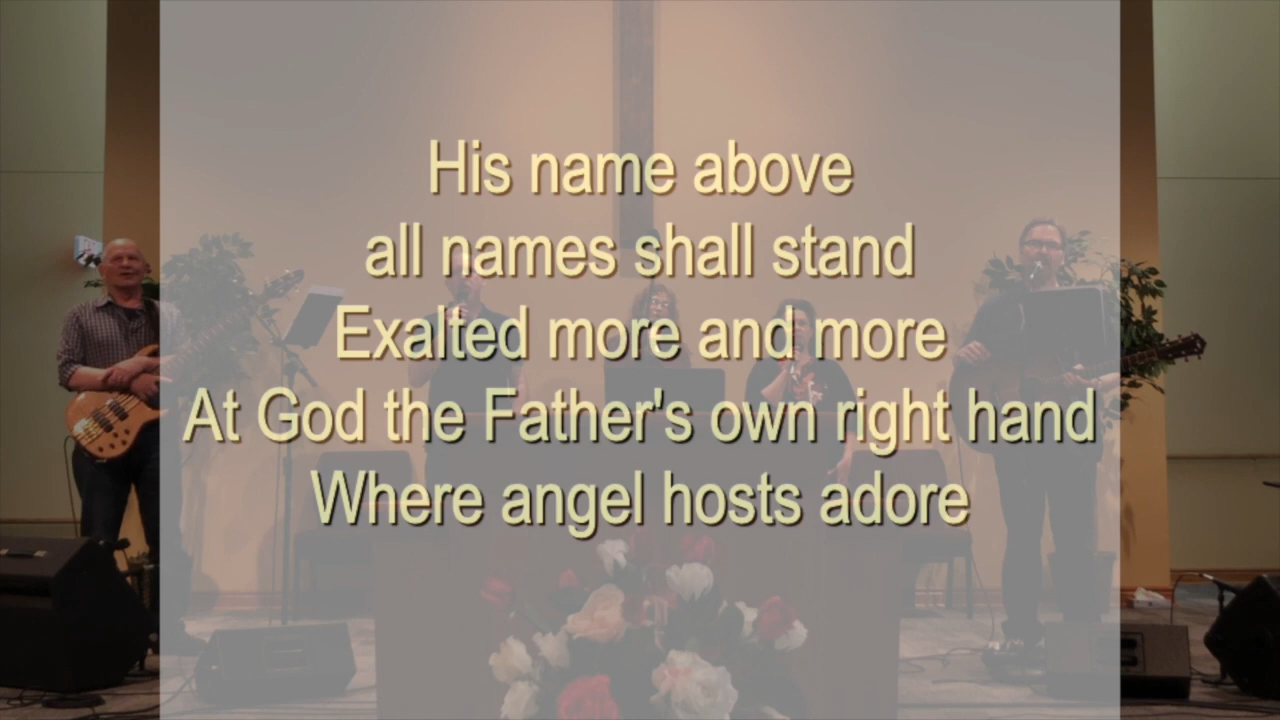 His name above
all names shall stand
Exalted more and more
At God the Father's own right hand
Where angel hosts adore